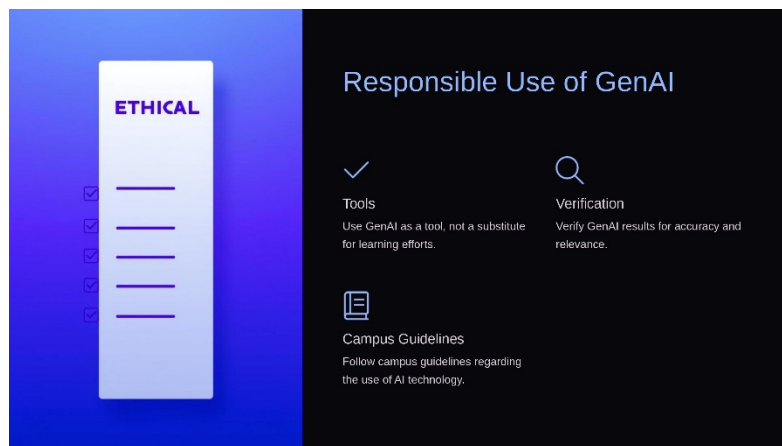 ETHICAL
Responsible Use of GenAI
Tools
Use GenAI as a tool, not a substitute
for learning efforts.
Verification
Verify GenAI results for accuracy and
relevance.
Campus Guidelines
Follow campus guidelines regarding
the use of AI technology.